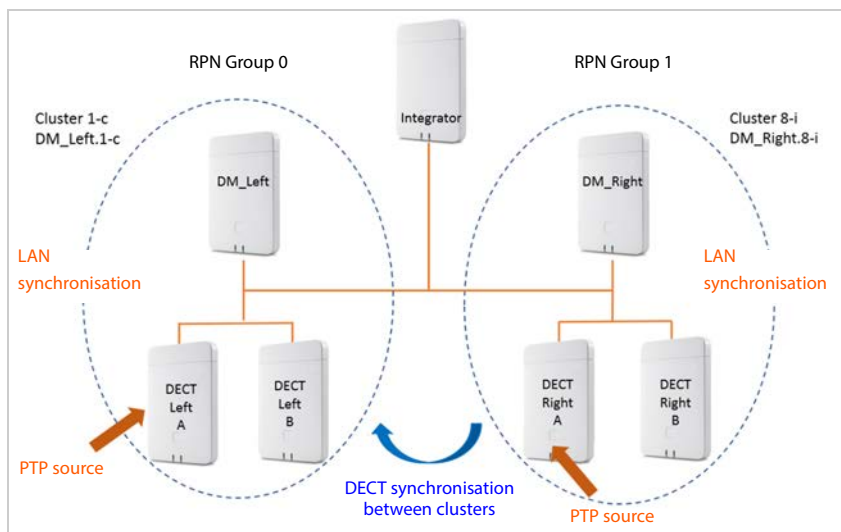 RPN Group 0
RPN Group 1
Cluster 1-c
DM_Left.1-c
Integrator
Cluster 8-i
DM_Right.8-i
DM_Left
DM_Right
LAN
synchronisation
LAN
synchronisation
DECT
Left
A
DECT
Left
B
DECT
Right
A
DECT
Right
B
PTP source
DECT synchronisation
between clusters
PTP source